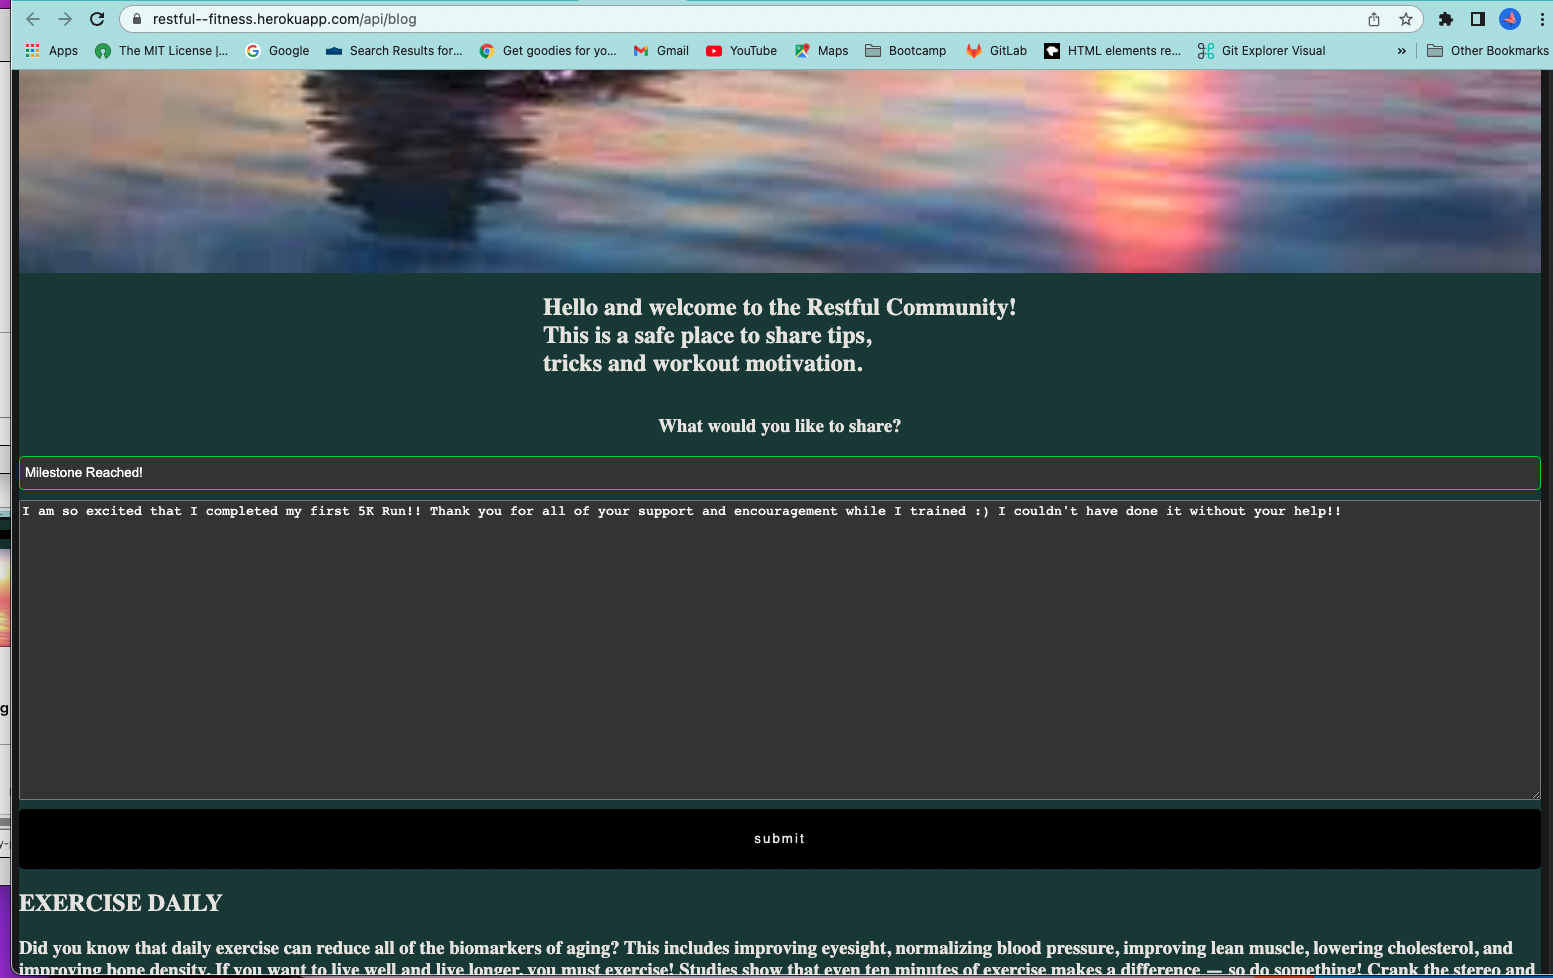 restful--fitness.herokuapp.com/api/blog
Apps The MIT License |... Google Search Results for... Get goodies for yo... Gmail YouTube Maps Bootcamp GitLab HTML elements re... Git Explorer Visual » Other Bookmarks
Hello and welcome to the Restful Community!
This is a safe place to share tips,
tricks and workout motivation.
What would you like to share?
Milestone Reached!
I am so excited that I completed my first 5K Run!! Thank you for all of your support and encouragement while I trained :) I couldn't have done it without your help!!
submit
EXERCISE DAILY
Did you know that daily exercise can reduce all of the biomarkers of aging? This includes improving eyesight, normalizing blood pressure, improving lean muscle, lowering cholesterol, and
improving bone density. If you want to live well and live longer, you must exercise! Studies show that even ten minutes of exercise makes a difference — so do something! Crank the stereo and